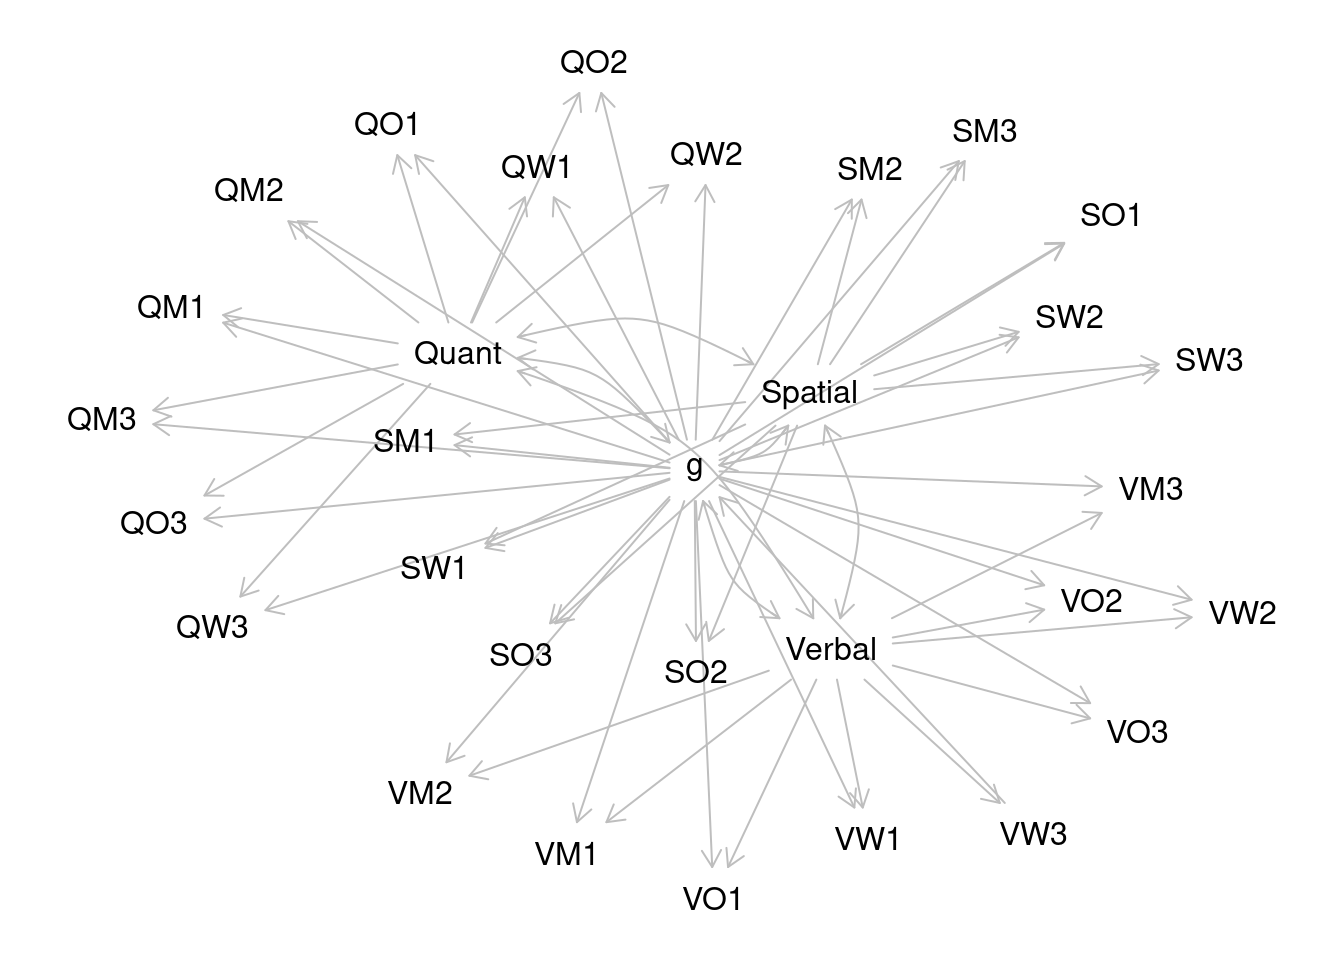 QO2
QO1
SM3
QW2
QW1
SM2
QM2
SO1
QM1
SW2
Quant
SW3
Spatial
QM3
SM1
g
VM3
QO3
SW1
VO2
VW2
QW3
Verbal
SO3
SO2
VO3
VM2
VW3
VW1
VM1
VO1